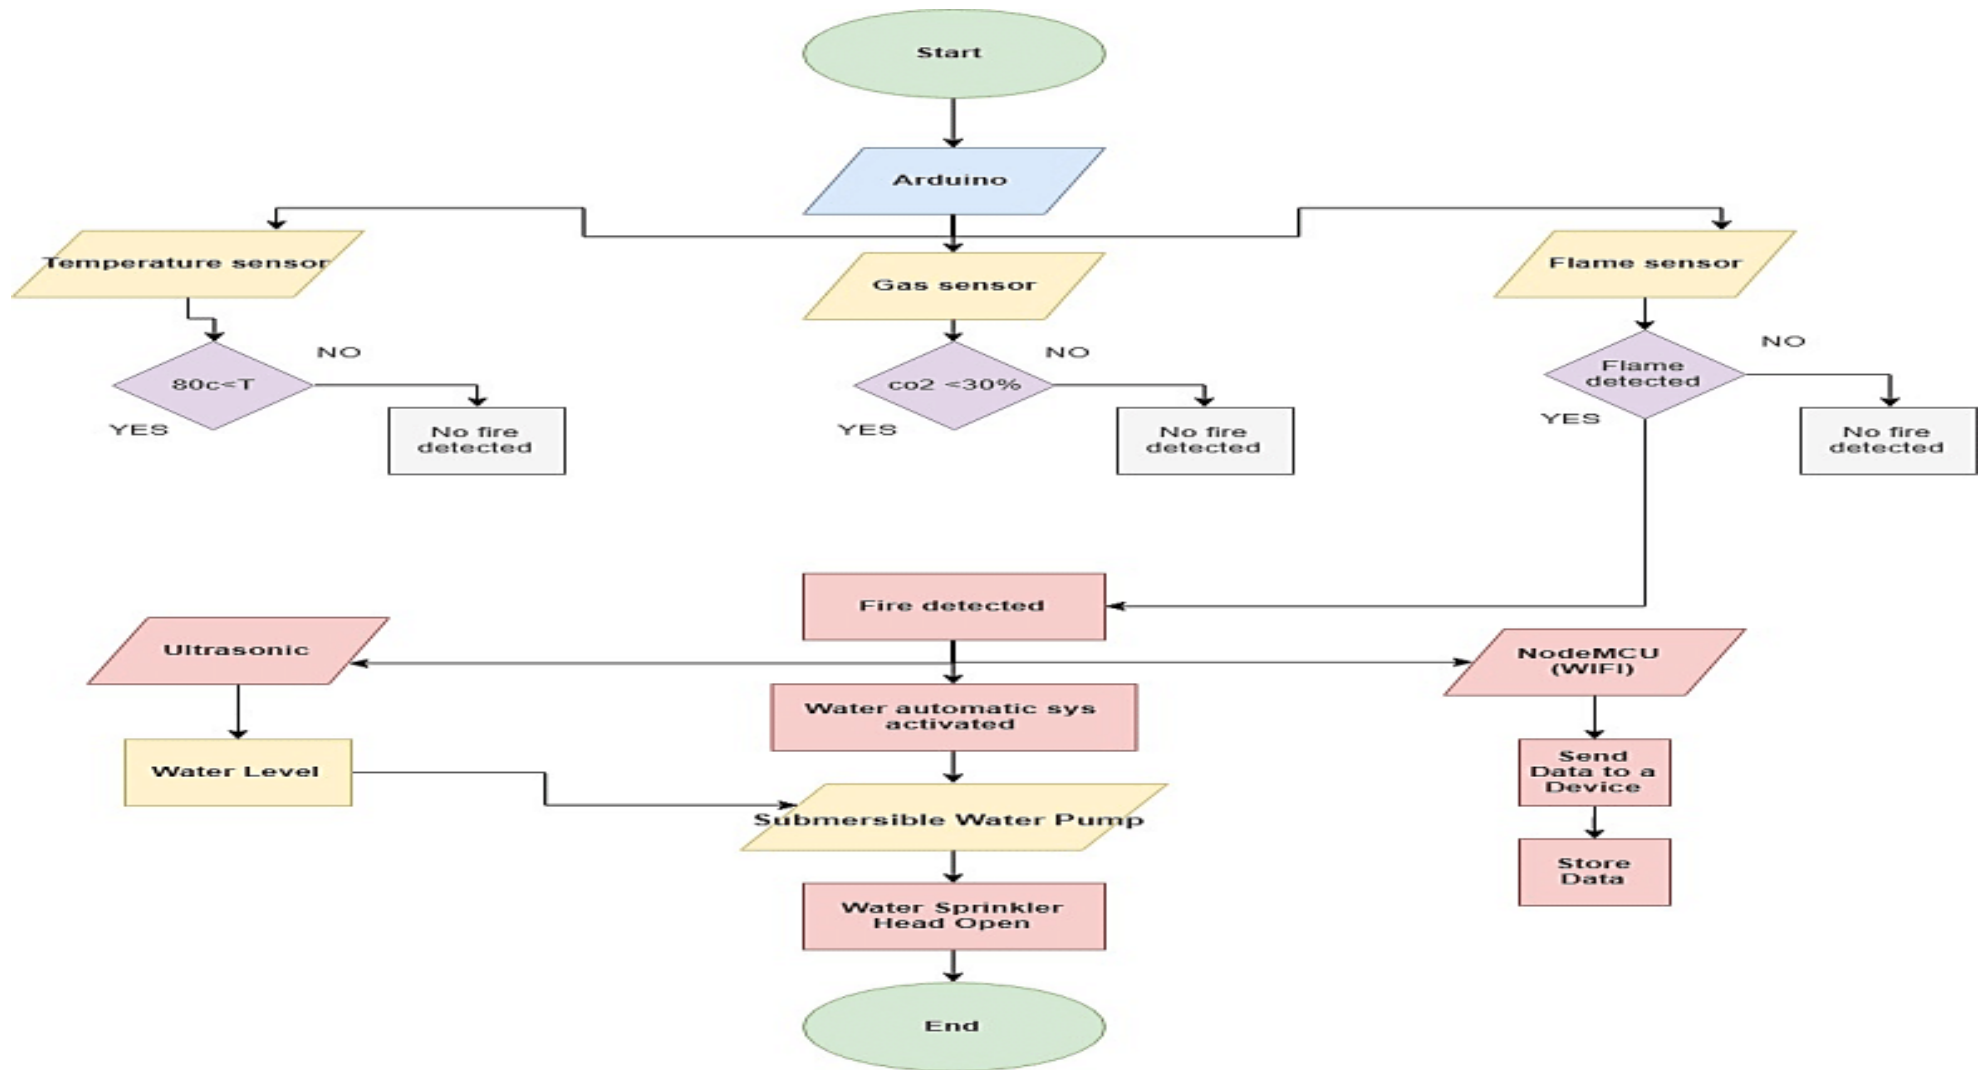 Start
Arduino
Temperature sensor
Gas sensor
Flame sensor
80c<T
NO
YES
No fire
detected
co2 <30%
NO
YES
No fire
detected
Flame
detected
NO
YES
No fire
detected
Fire detected
Ultrasonic
NodeMCU
(WIFI)
Water automatic sys
activated
Water Level
Send
Data to a
Device
Submersible Water Pump
Store
Data
Water Sprinkler
Head Open
End